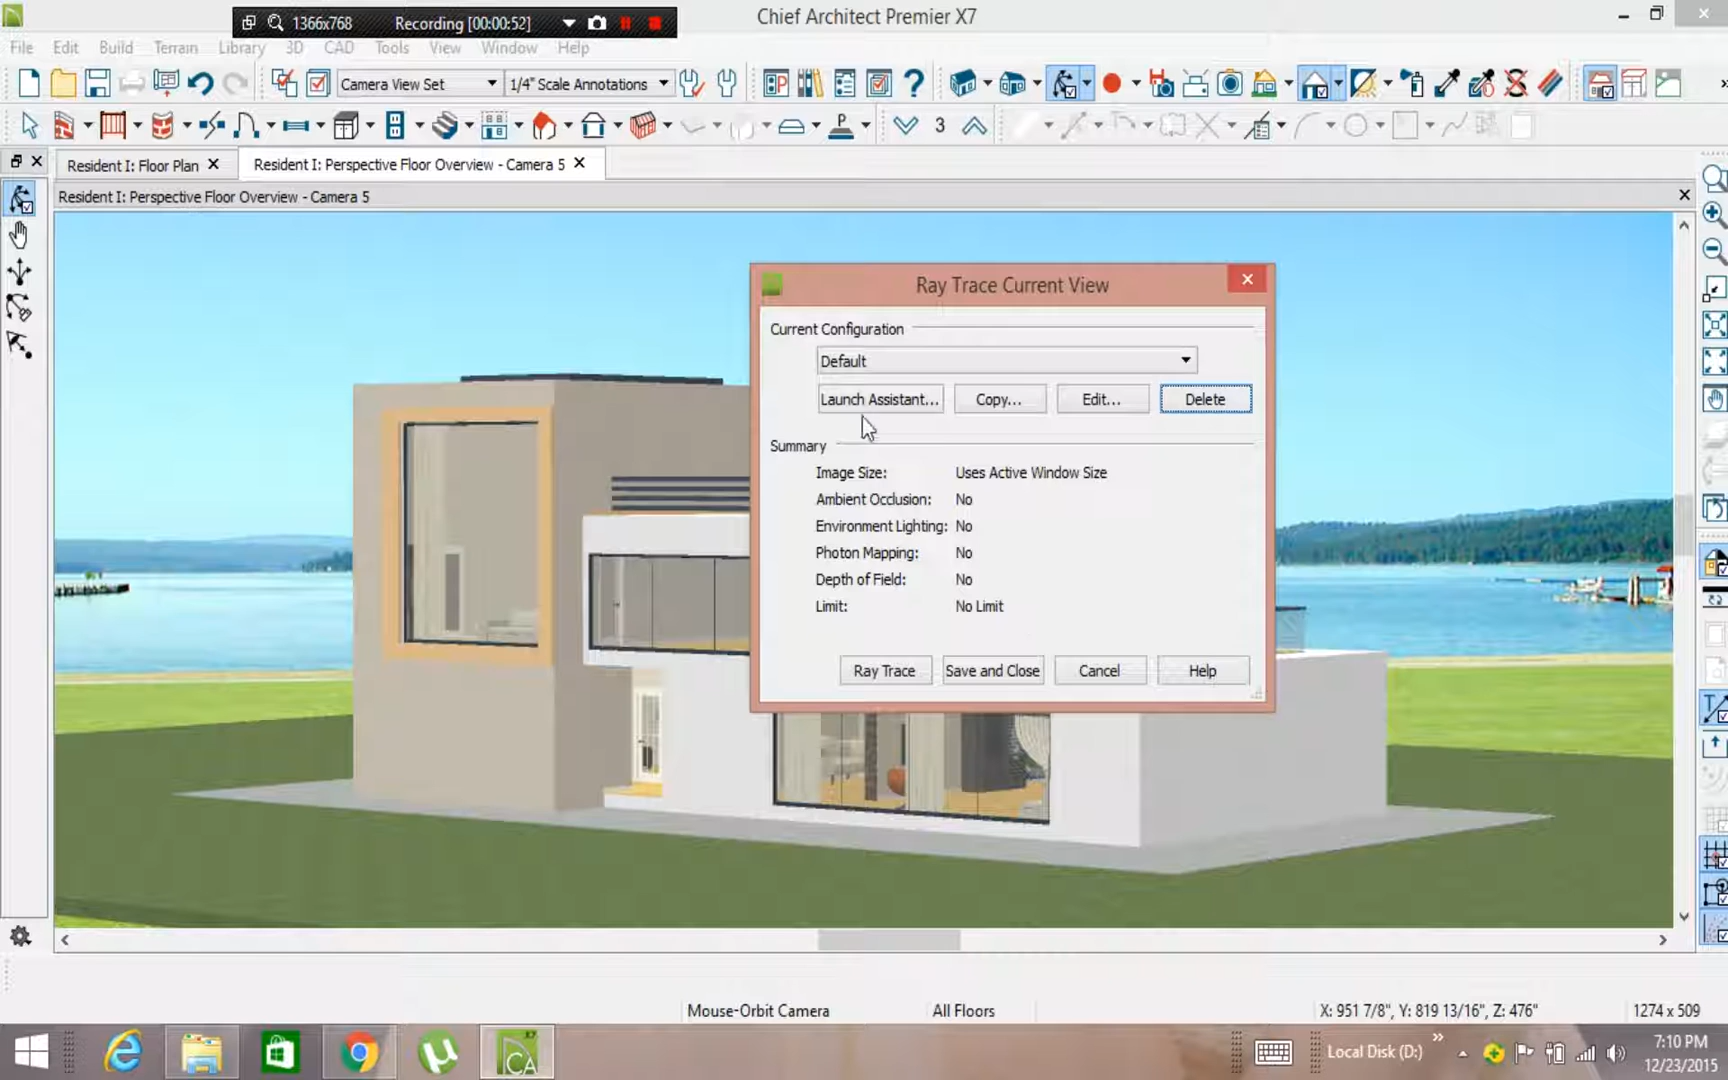 1366x768
Recording [00:00:52]
Chief Architect Premier X7
File Edit Build Terrain Library 3D CAD Tools View Window Help
Camera View Set
1/4" Scale Annotations
3
Resident I: Floor Plan
Resident I: Perspective Floor Overview - Camera 5
Resident I: Perspective Floor Overview - Camera 5
Ray Trace Current View
Current Configuration
Default
Launch Assistant... Copy... Edit... Delete
Summary
Image Size: Uses Active Window Size
Ambient Occlusion: No
Environment Lighting: No
Photon Mapping: No
Depth of Field: No
Limit: No Limit
Ray Trace Save and Close Cancel Help
Mouse-Orbit Camera
All Floors
X: 951 7/8", Y: 819 13/16", Z: 476"
1274 x 509
X7
CA
Local Disk (D:)
7:10 PM
12/23/2015